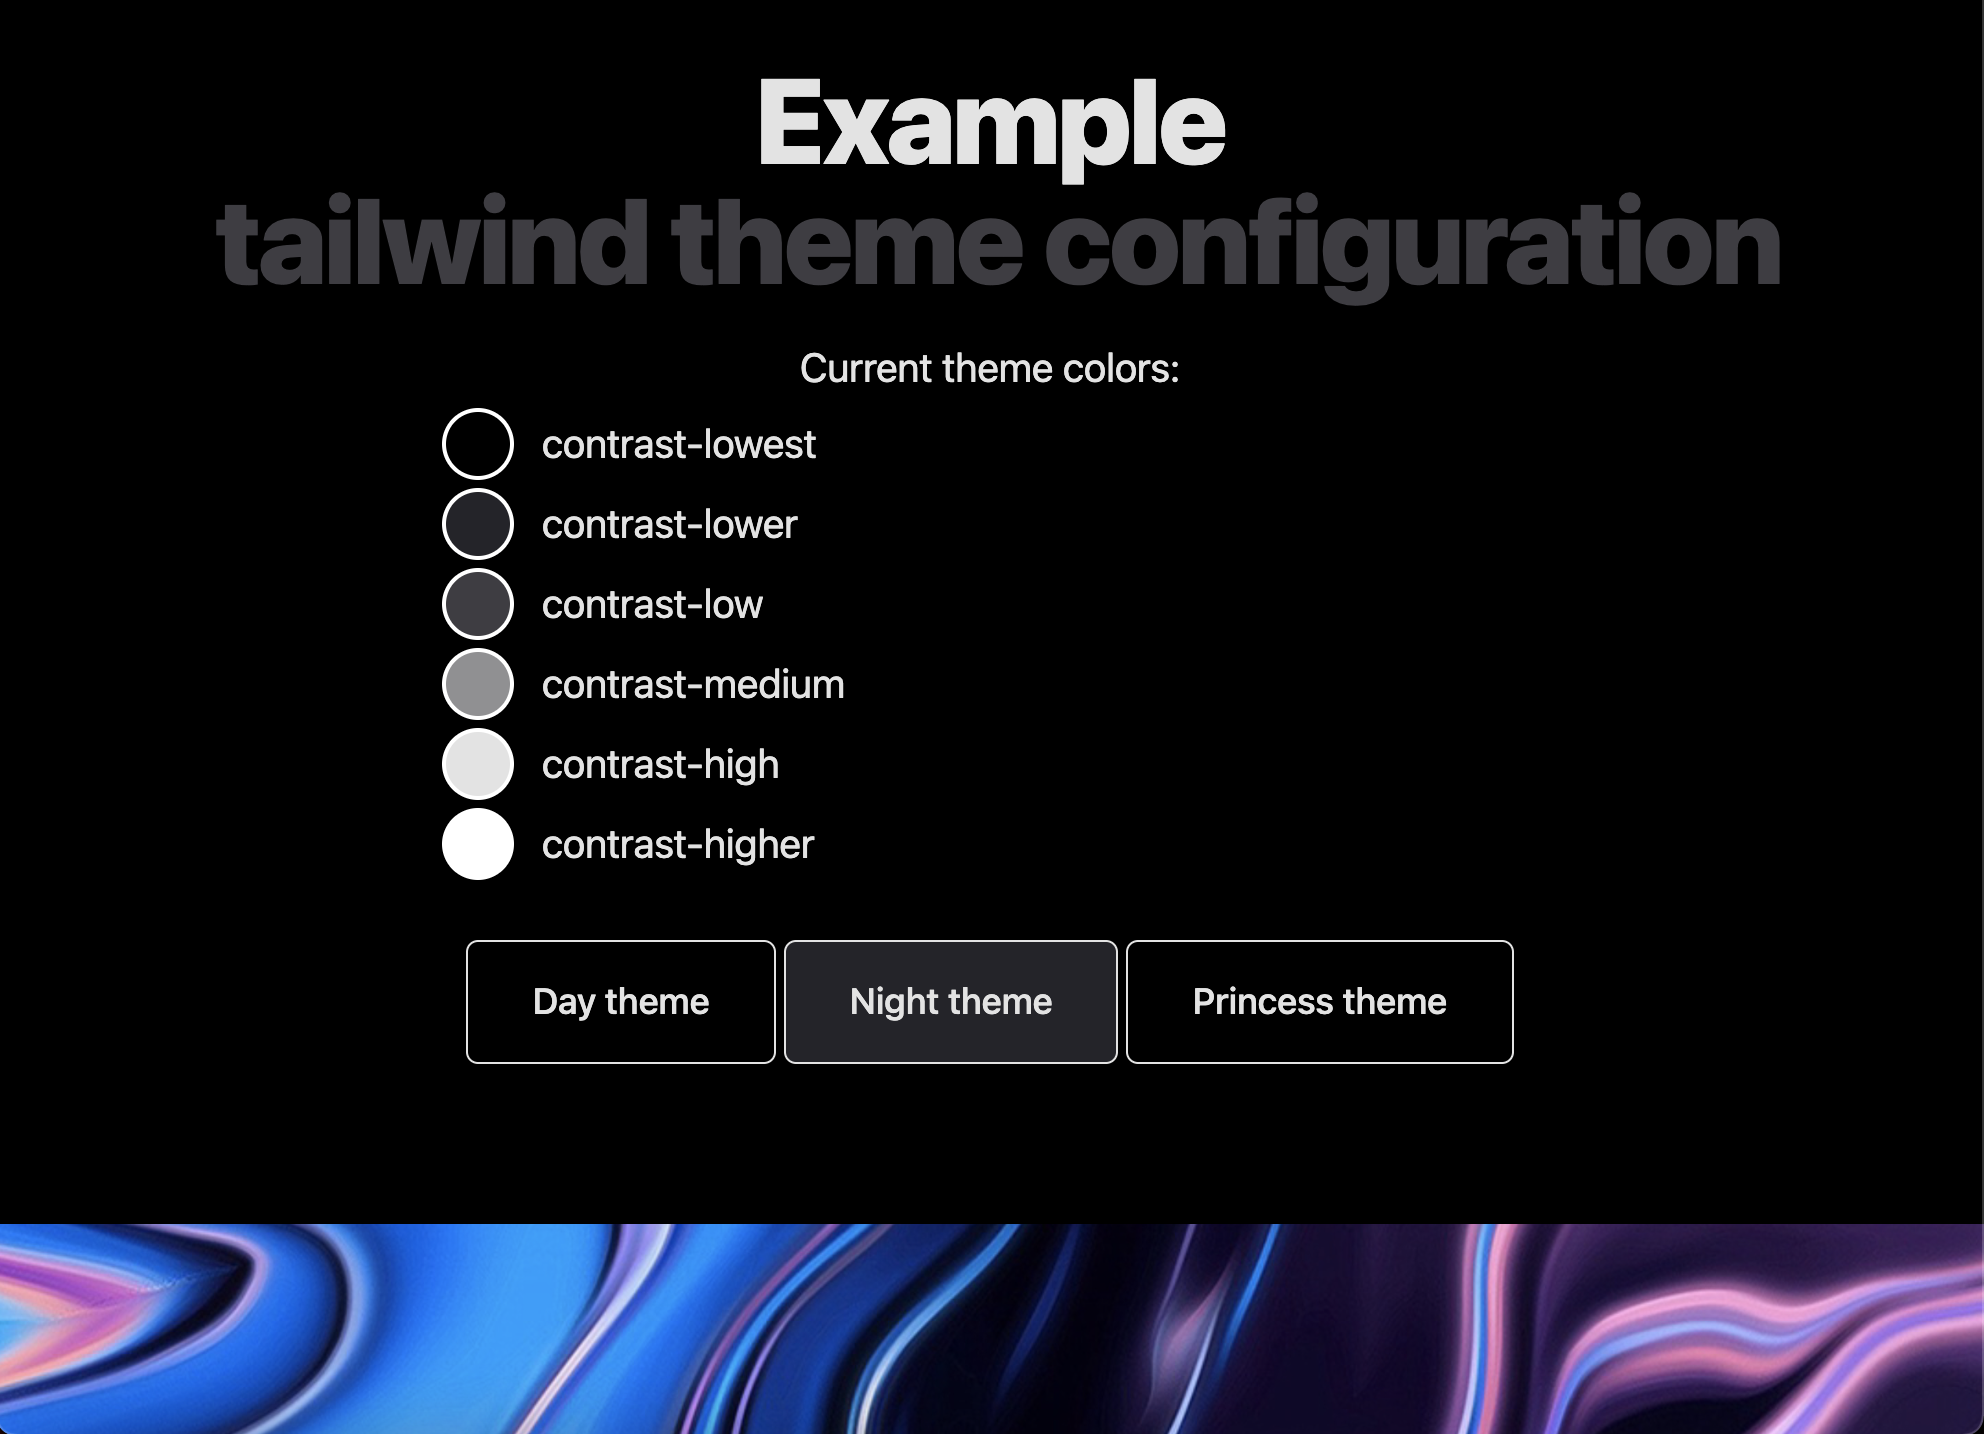 Example
tailwind theme configuration
Current theme colors:
contrast-lowest
contrast-lower
contrast-low
contrast-medium
contrast-high
contrast-higher
Day theme
Night theme
Princess theme